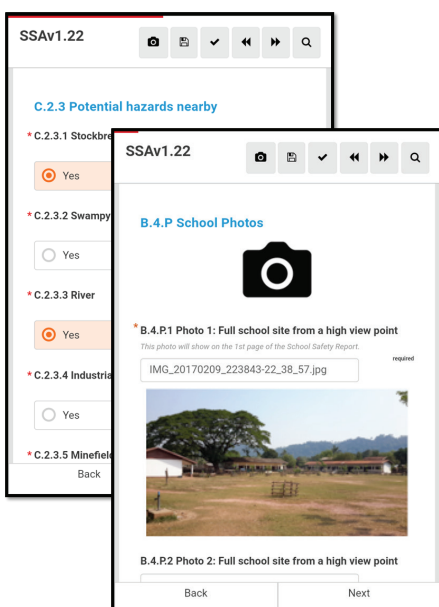 SSAv1.22
C.2.3 Potential hazards nearby
* C.2.3.1 Stockbre
Yes
* C.2.3.2 Swampy
Yes
* C.2.3.3 River
Yes
* C.2.3.4 Industria
Yes
* C.2.3.5 Minefield
Back
SSAv1.22
B.4.P School Photos
* B.4.P.1 Photo 1: Full school site from a high view point
This photo will show on the 1st page of the School Safety Report.
required
IMG_20170209_223843-22_38_57.jpg
B.4.P.2 Photo 2: Full school site from a high view point
Back Next